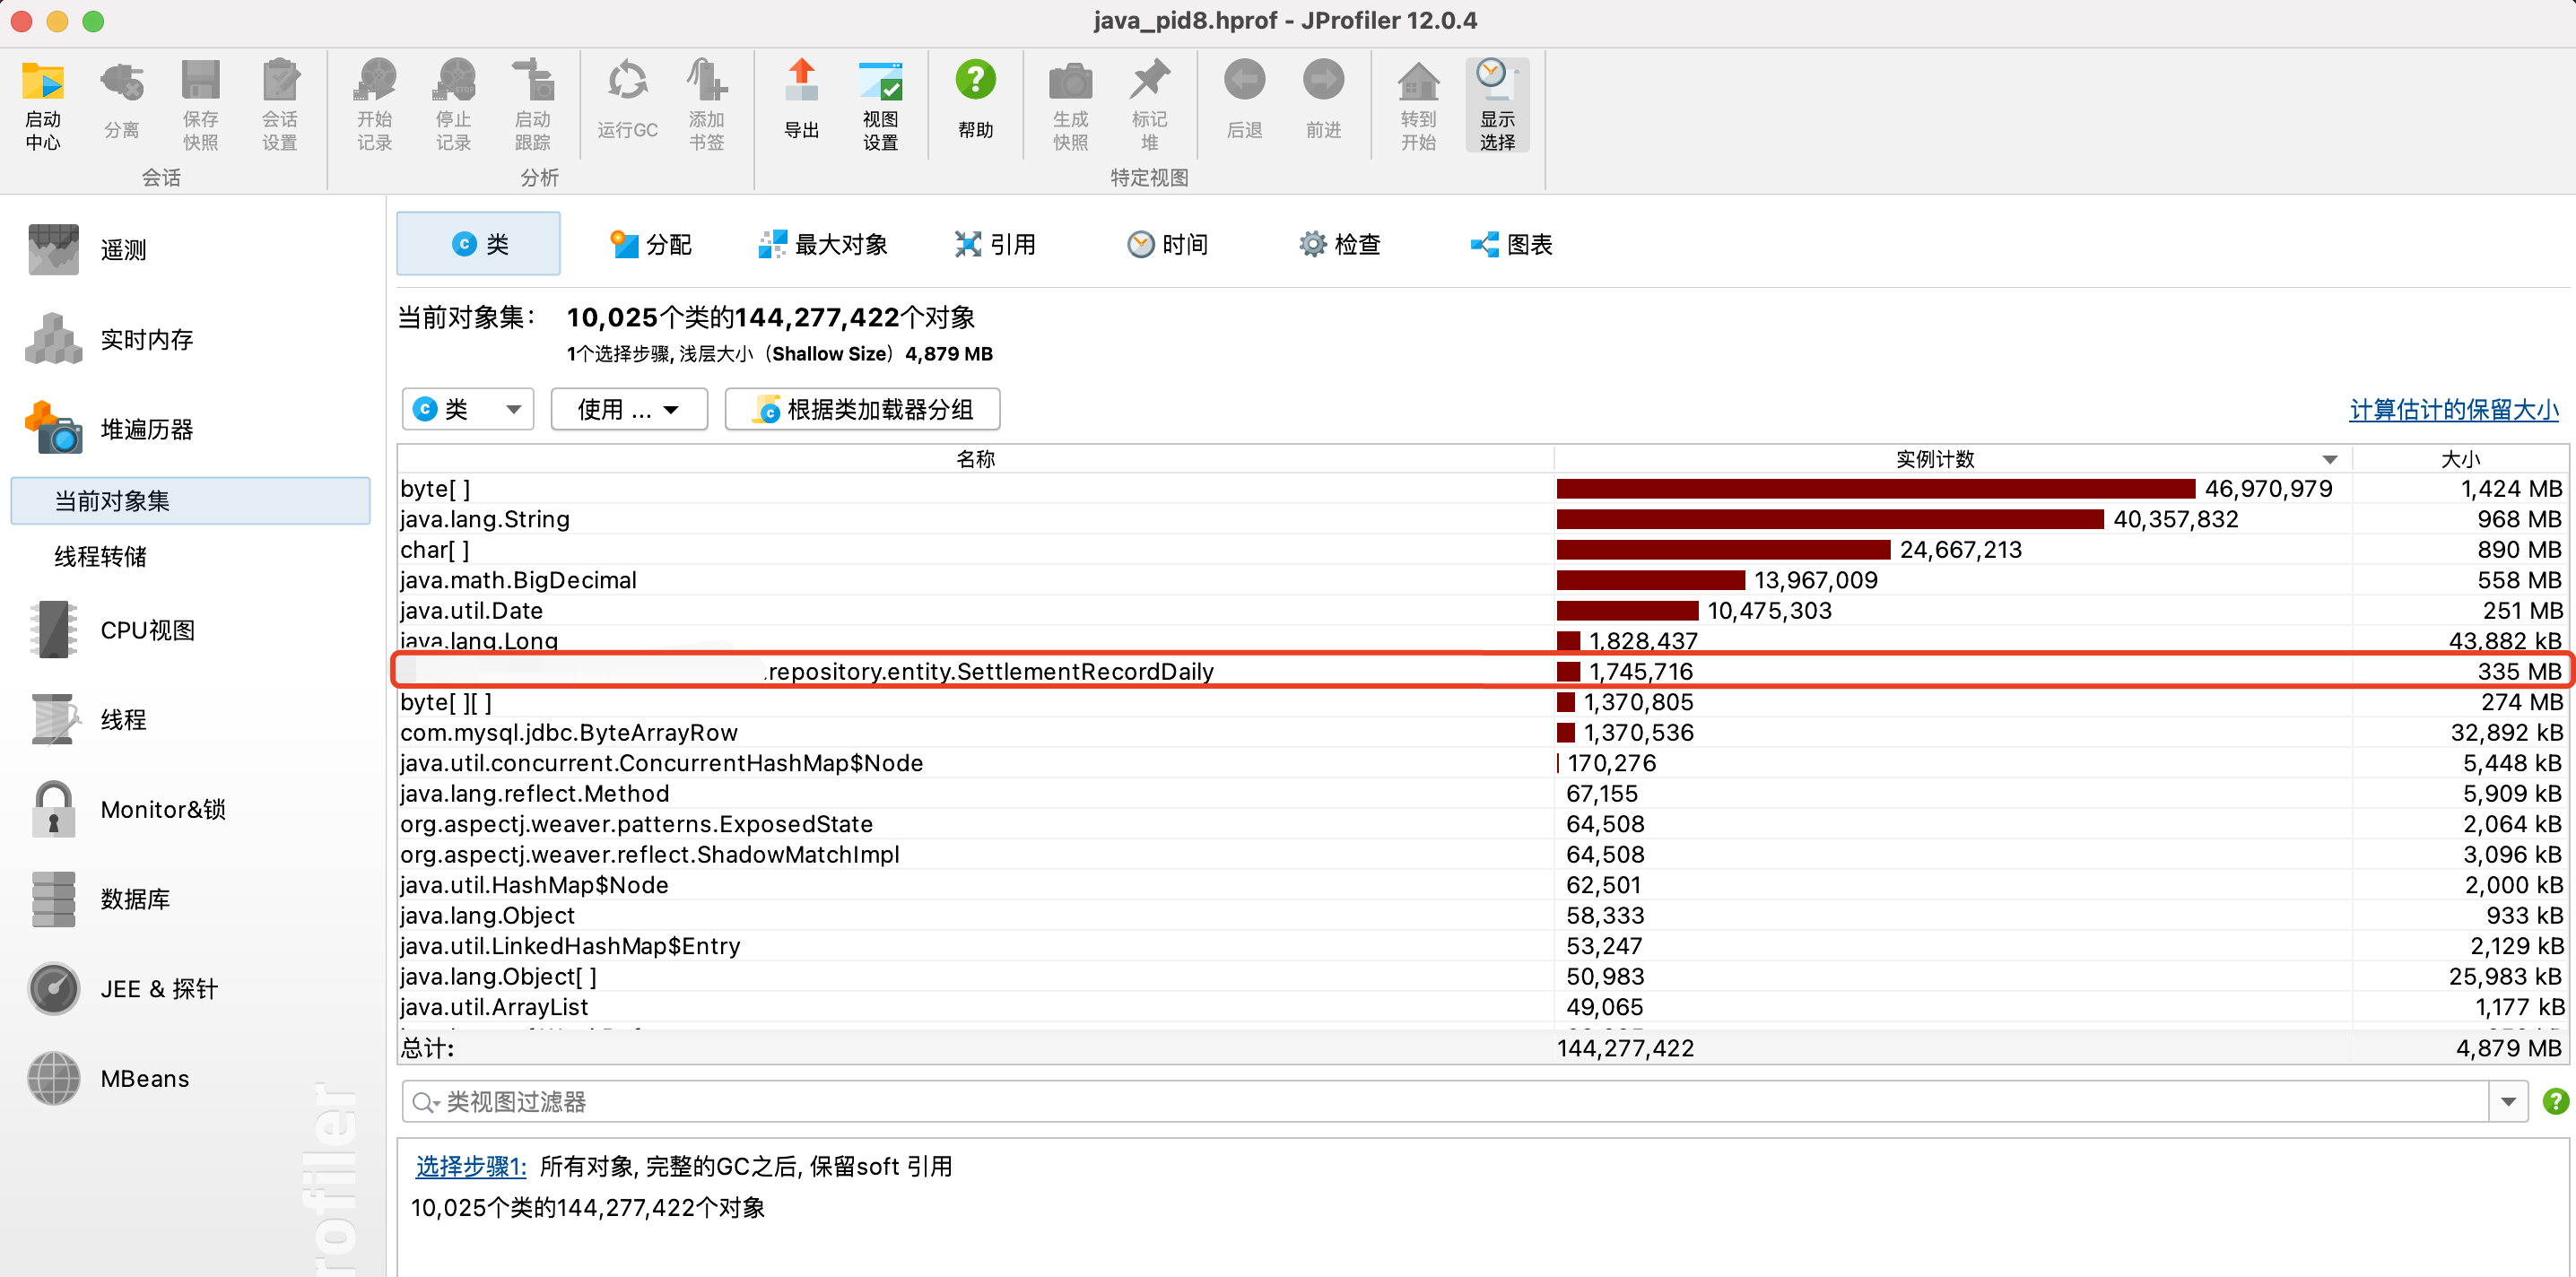 java_pid8.hprof - JProfiler 12.0.4
启动中心
分离
保存快照
会话设置
开始记录
停止记录
启动跟踪
运行GC
添加书签
导出
视图设置
帮助
生成快照
标记堆
后退
前进
转到开始
显示选择
会话
分析
特定视图
遥测
实时内存
堆遍历器
当前对象集
线程转储
CPU视图
线程
Monitor&锁
数据库
JEE & 探针
MBeans
rofiler
类 分配 最大对象 引用 时间 检查 图表
当前对象集: 10,025个类的144,277,422个对象
1个选择步骤, 浅层大小（Shallow Size）4,879 MB
类 使用 ... 根据类加载器分组 计算估计的保留大小
名称 实例计数 大小
byte[ ] 46,970,979 1,424 MB
java.lang.String 40,357,832 968 MB
char[ ] 24,667,213 890 MB
java.math.BigDecimal 13,967,009 558 MB
java.util.Date 10,475,303 251 MB
java.lang.Long 1,828,437 43,882 kB
.repository.entity.SettlementRecordDaily 1,745,716 335 MB
byte[ ][ ] 1,370,805 274 MB
com.mysql.jdbc.ByteArrayRow 1,370,536 32,892 kB
java.util.concurrent.ConcurrentHashMap$Node 170,276 5,448 kB
java.lang.reflect.Method 67,155 5,909 kB
org.aspectj.weaver.patterns.ExposedState 64,508 2,064 kB
org.aspectj.weaver.reflect.ShadowMatchImpl 64,508 3,096 kB
java.util.HashMap$Node 62,501 2,000 kB
java.lang.Object 58,333 933 kB
java.util.LinkedHashMap$Entry 53,247 2,129 kB
java.lang.Object[ ] 50,983 25,983 kB
java.util.ArrayList 49,065 1,177 kB
总计: 144,277,422 4,879 MB
类视图过滤器
选择步骤1: 所有对象, 完整的GC之后, 保留soft 引用
10,025个类的144,277,422个对象